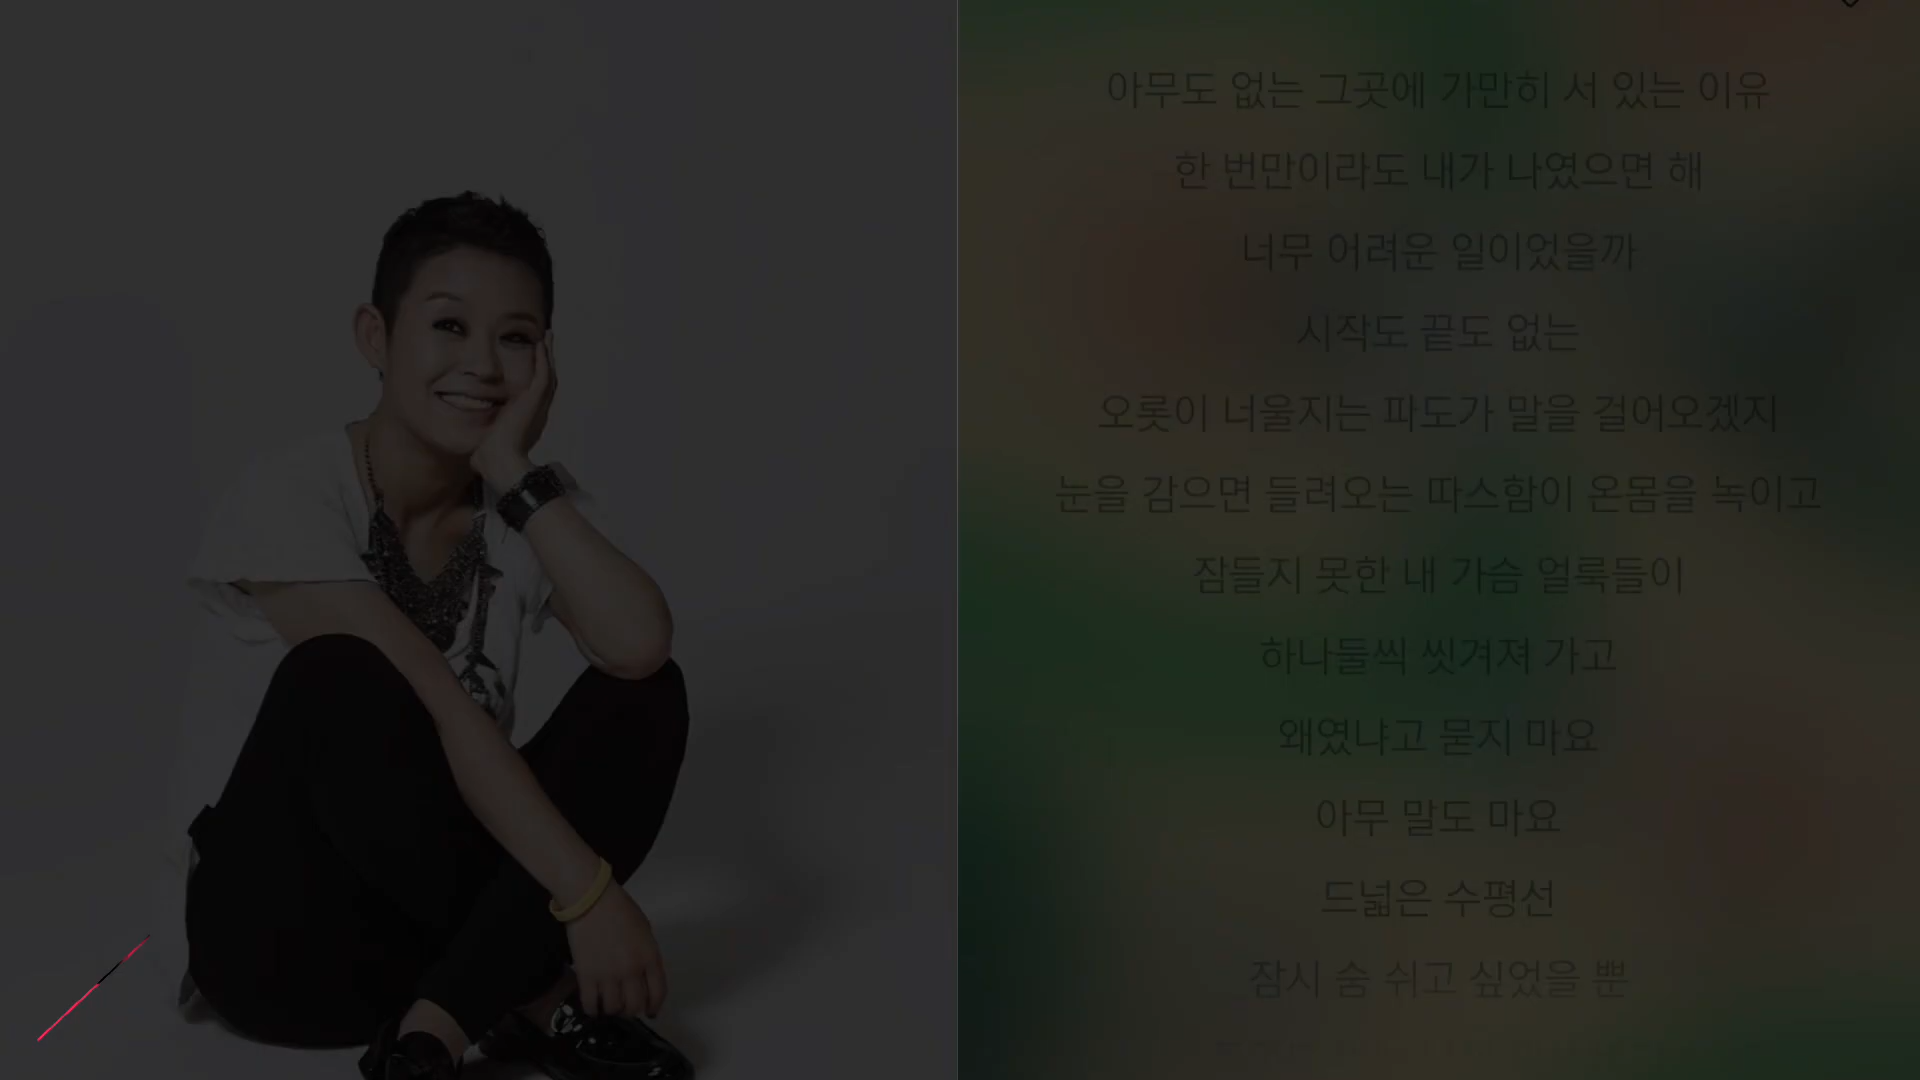 아무도 없는 그곳에 가만히 서 있는 이유
한 번만이라도 내가 나였으면 해
너무 어려운 일이었을까
시작도 끝도 없는
오롯이 너울지는 파도가 말을 걸어오겠지
눈을 감으면 들려오는 따스함이 온몸을 녹이고
잠들지 못한 내 가슴 얼룩들이
하나둘씩 씻겨져 가고
왜였냐고 묻지 마요
아무 말도 마요
드넓은 수평선
잠시 숨 쉬고 싶었을 뿐